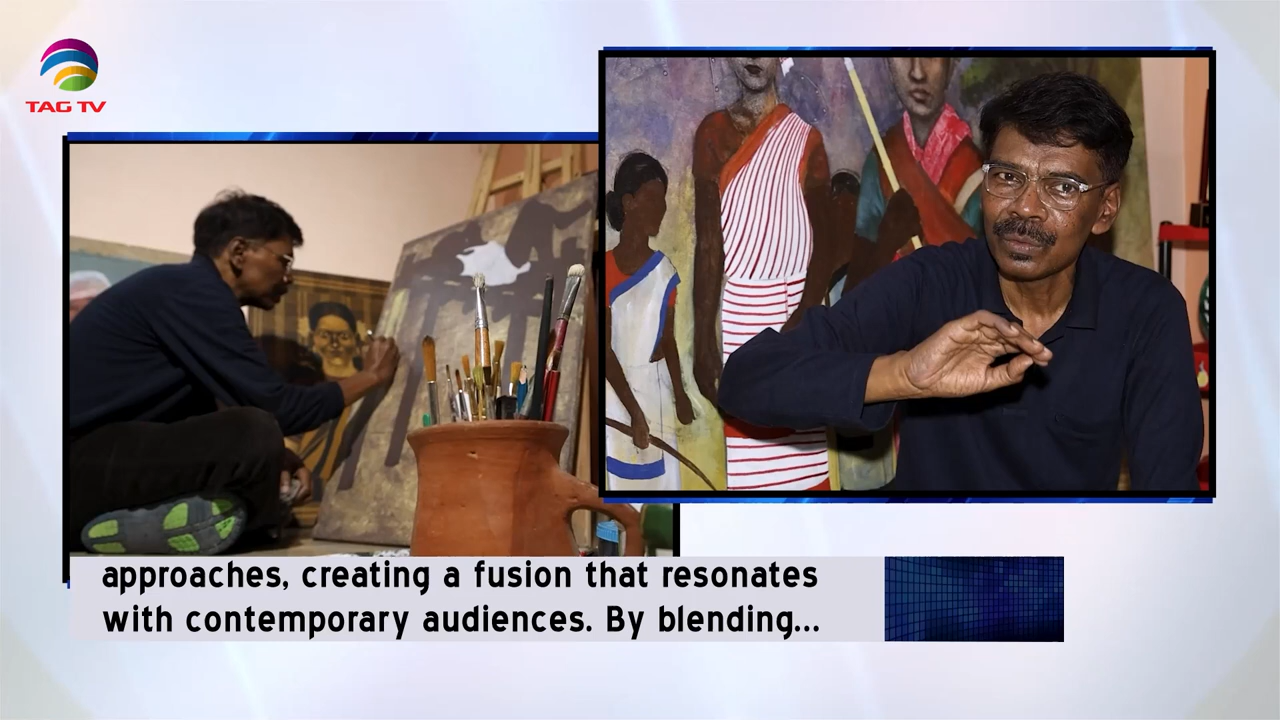 TAG TV
approaches, creating a fusion that resonates
with contemporary audiences. By blending...